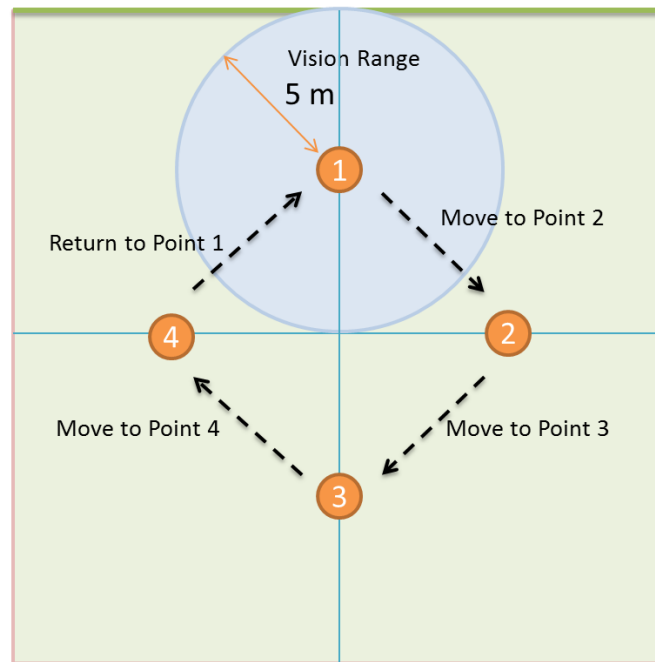 Vision Range
5 m
1
Return to Point 1
Move to Point 2
4
2
Move to Point 4
Move to Point 3
3